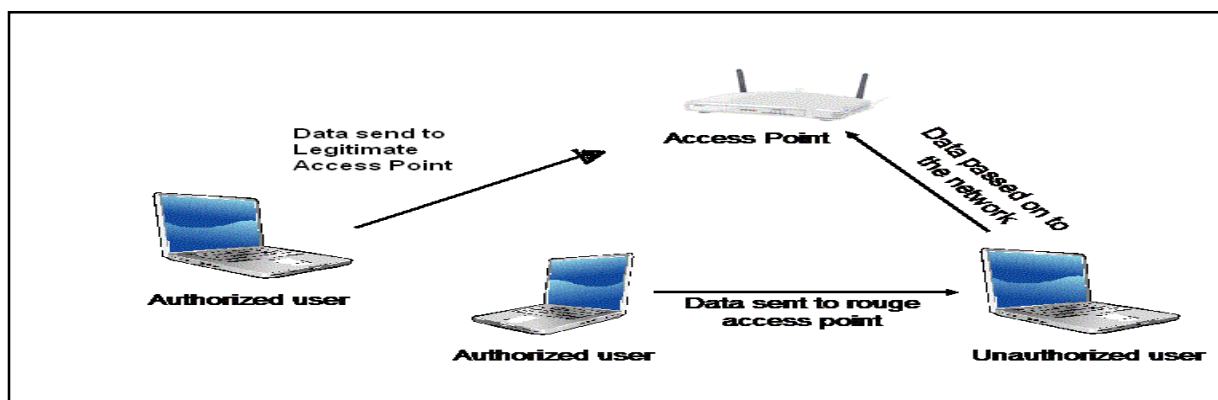 Data send to
Legitimate
Access Point
Access Point
Data passed on to
the network
Authorized user
Data sent to rouge
access point
Authorized user
Unauthorized user